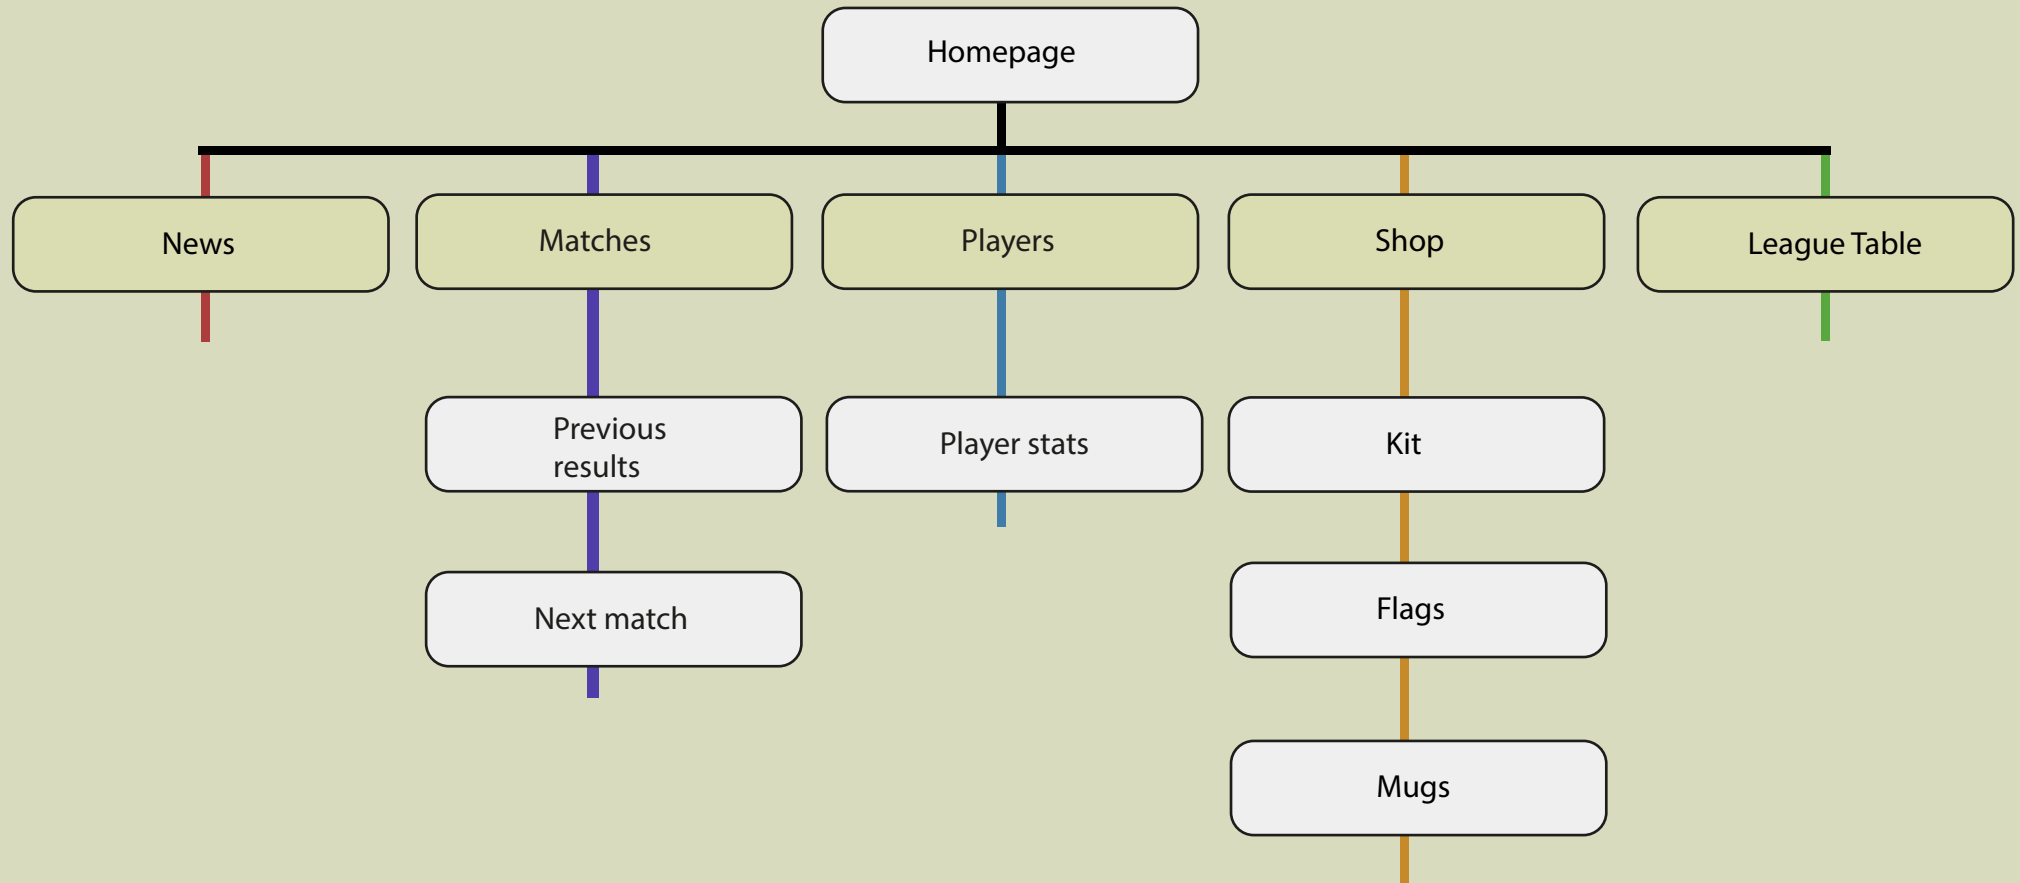 Homepage
News
Matches
Players
Shop
League Table
Previous
results
Player stats
Kit
Next match
Flags
Mugs